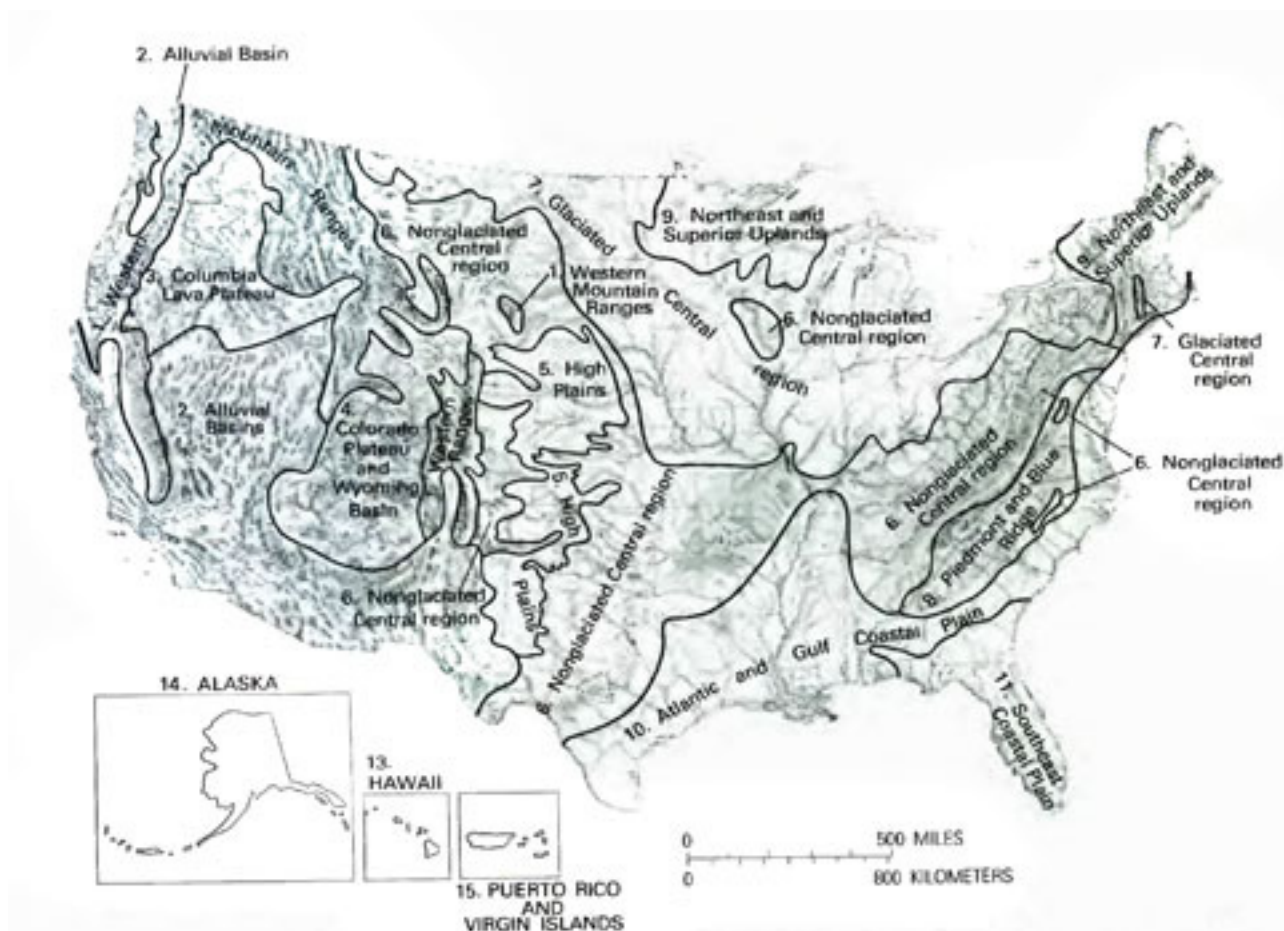 2. Alluvial Basin
Western
Mountain
Ranges
3. Columbia
Lava Plateau
2. Alluvial
Basins
4.
Colorado
Plateau
and
Wyoming
Basin
Western
Ranges
6. Nonglaciated
Central
region
1. Western
Mountain
Ranges
5. High
Plains
5. High
Plains
6. Nonglaciated
Central region
6. Nonglaciated Central region
7. Glaciated
Central
region
9. Northeast and
Superior Uplands
6. Nonglaciated
Central region
9. Northeast and
Superior Uplands
7. Glaciated
Central
region
6. Nonglaciated
Central region
6. Nonglaciated
Central
region
8. Piedmont and Blue
Ridge
10. Atlantic and Gulf Coastal Plain
11. Southeast
Coastal Plain
14. ALASKA
13.
HAWAII
15. PUERTO RICO
AND
VIRGIN ISLANDS
0 500 MILES
0 800 KILOMETERS